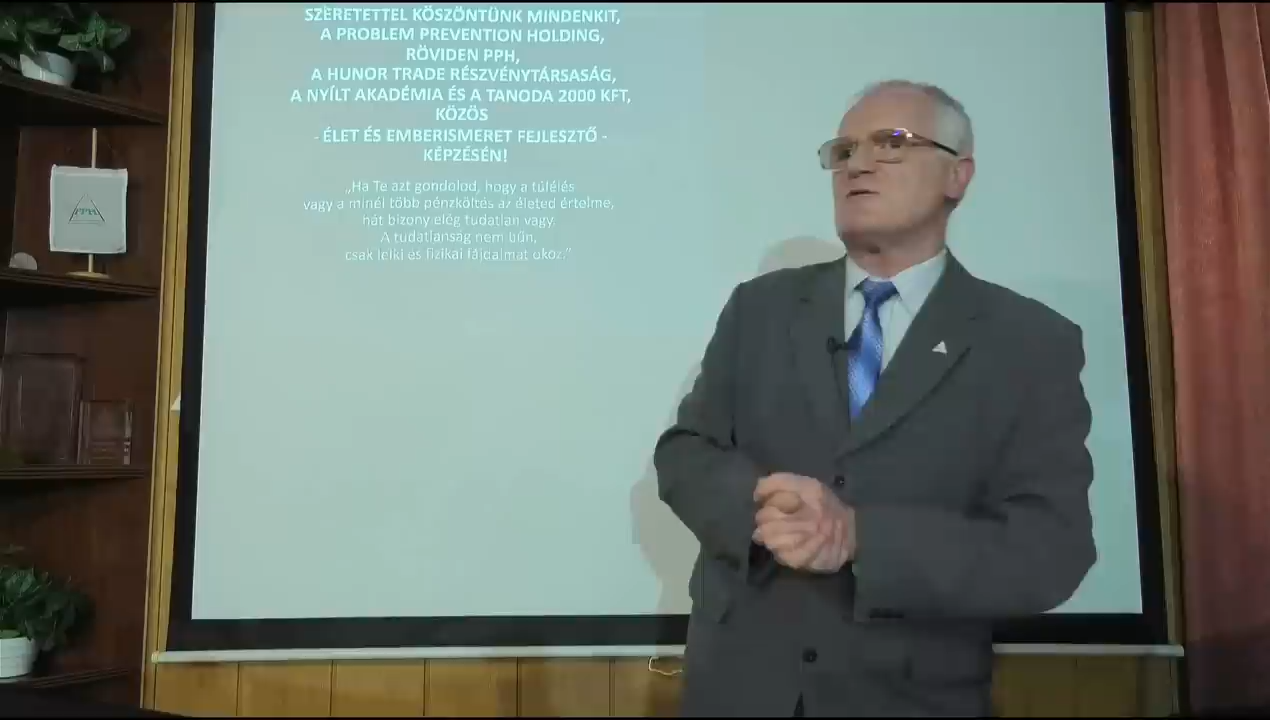 SZERETETTEL KÖSZÖNTÜNK MINDENKIT,
A PROBLEM PREVENTION HOLDING,
RÖVIDEN PPH,
A HUNOR TRADE RÉSZVÉNYTÁRSASÁG,
A NYÍLT AKADÉMIA ÉS A TANODA 2000 KFT,
KÖZÖS
- ÉLET ÉS EMBERISMERET FEJLESZTŐ -
KÉPZÉSÉN!
„Ha Te azt gondolod, hogy a túlélés
vagy a minél több pénzköltés az életed értelme,
hát bizony elég tudatlan vagy.
A tudatlanság nem bűn,
csak lelki és fizikai fájdalmat okoz.”
PPH